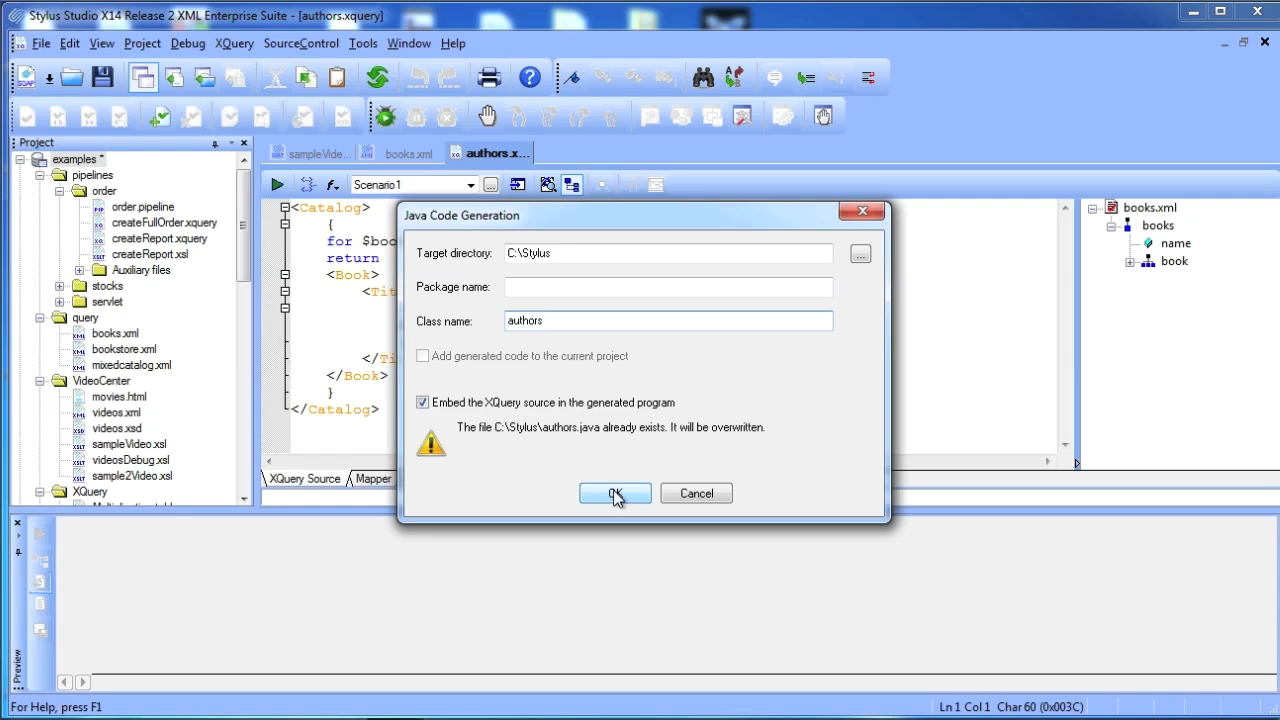 Stylus Studio X14 Release 2 XML Enterprise Suite - [authors.xquery]
File Edit View Project Debug XQuery SourceControl Tools Window Help
Project
examples *
pipelines
order
order.pipeline
createFullOrder.xquery
createReport.xquery
createReport.xsl
Auxiliary files
stocks
servlet
query
books.xml
bookstore.xml
mixedcatalog.xml
VideoCenter
movies.html
videos.xml
videos.xsd
sampleVideo.xsl
videosDebug.xsl
sample2Video.xsl
XQuery
sampleVide... books.xml authors.x...
Scenario1
<Catalog>
{
for $boo
return
<Book>
<Tit
</Ti
</Book>
}
</Catalog>
XQuery Source Mapper
Java Code Generation
Target directory: C:\Stylus ...
Package name:
Class name: authors
Add generated code to the current project
Embed the XQuery source in the generated program
The file C:\Stylus\authors.java already exists. It will be overwritten.
OK Cancel
books.xml
books
name
book
Preview
For Help, press F1 Ln 1 Col 1 Char 60 (0x003C)